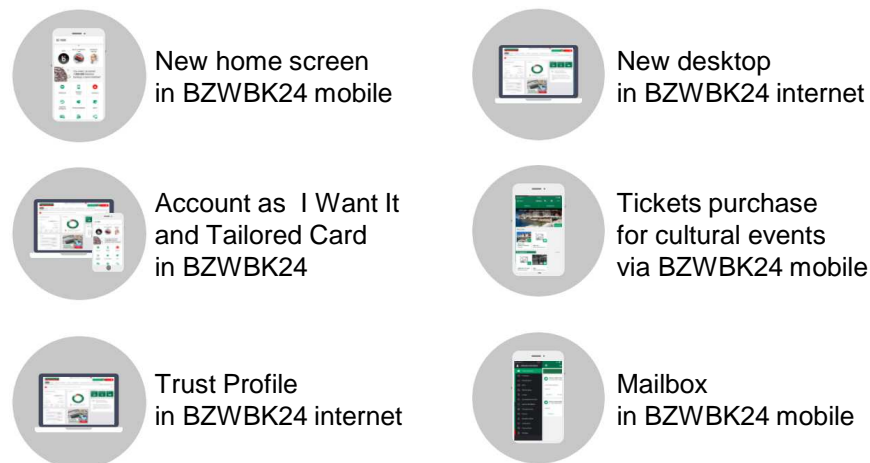 New home screen
in BZWBK24 mobile
New desktop
in BZWBK24 internet
Account as I Want It
and Tailored Card
in BZWBK24
Tickets purchase
for cultural events
via BZWBK24 mobile
Trust Profile
in BZWBK24 internet
Mailbox
in BZWBK24 mobile